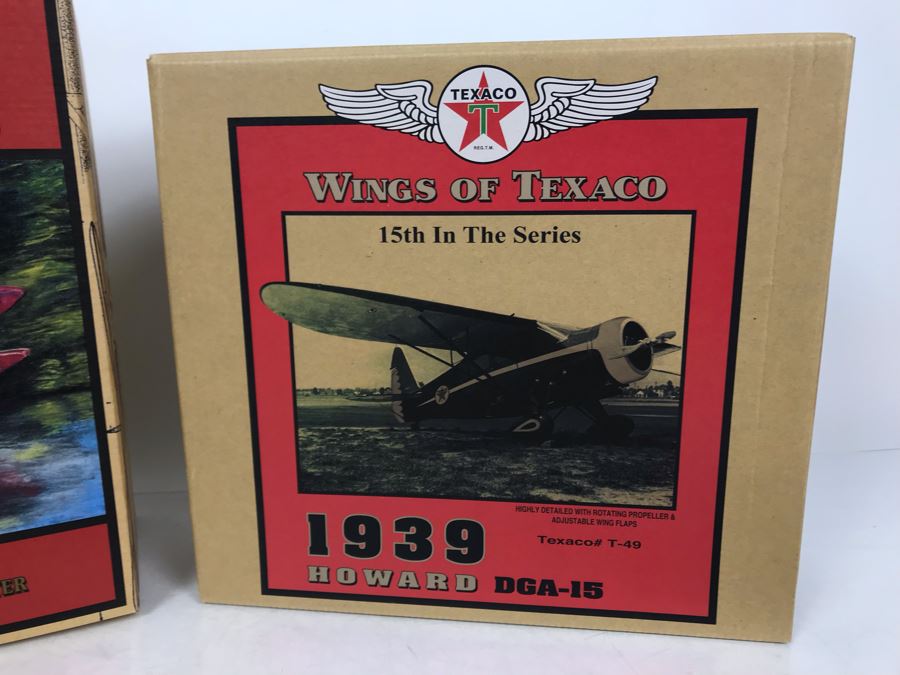 TEXACO
T
REG. T.M.
WINGS OF TEXACO
15th In The Series
HIGHLY DETAILED WITH ROTATING PROPELLER &
ADJUSTABLE WING FLAPS
Texaco# T-49
1939
HOWARD DGA-15